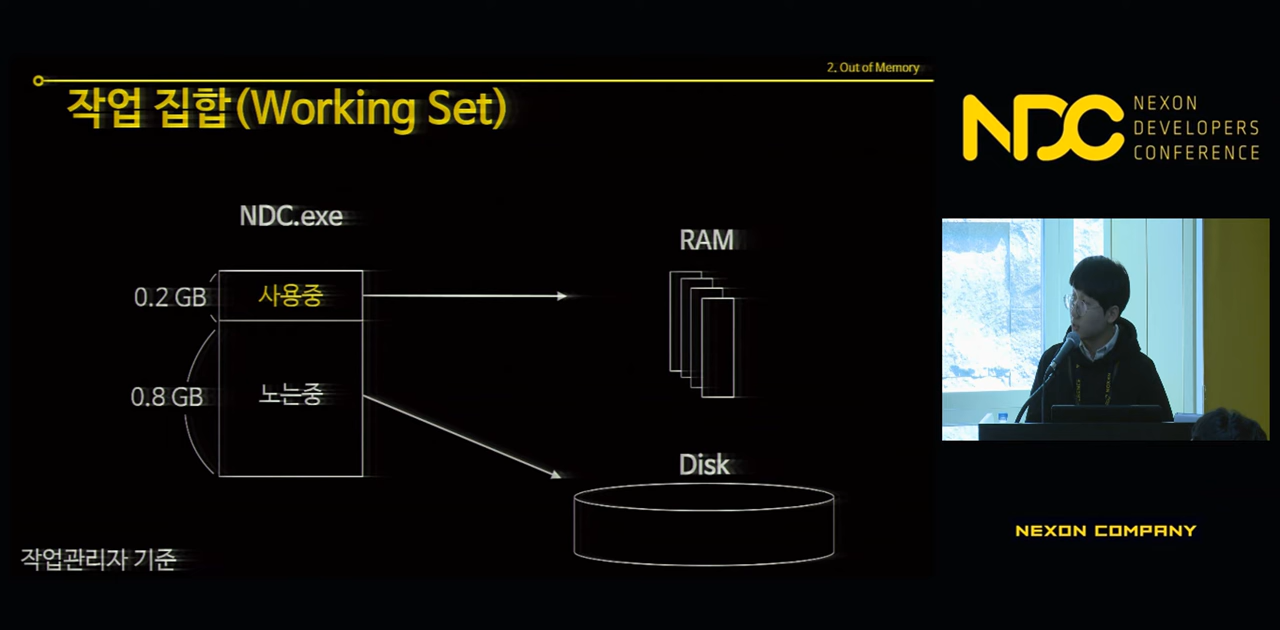 2. Out of Memory
작업 집합(Working Set)
NDC.exe
0.2 GB
사용중
0.8 GB
노는중
RAM
Disk
작업관리자 기준
NDC
NEXON
DEVELOPERS
CONFERENCE
NEXON COMPANY